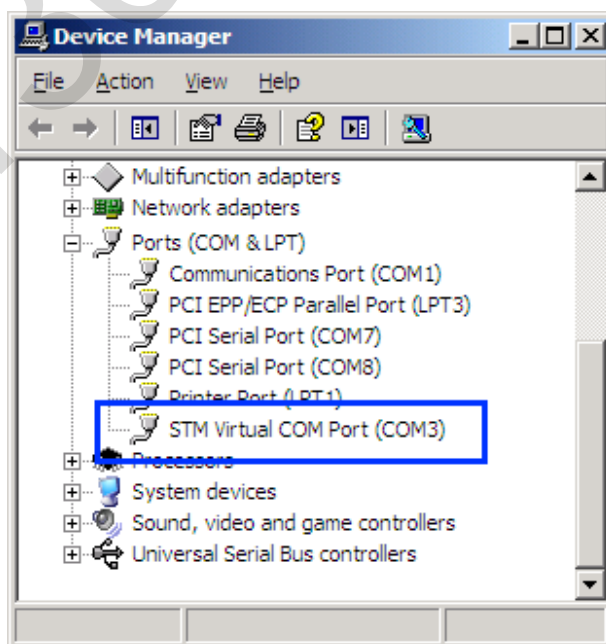 Device Manager
File Action View Help
Multifunction adapters
Network adapters
Ports (COM & LPT)
Communications Port (COM1)
PCI EPP/ECP Parallel Port (LPT3)
PCI Serial Port (COM7)
PCI Serial Port (COM8)
Printer Port (LPT1)
STM Virtual COM Port (COM3)
Processors
System devices
Sound, video and game controllers
Universal Serial Bus controllers